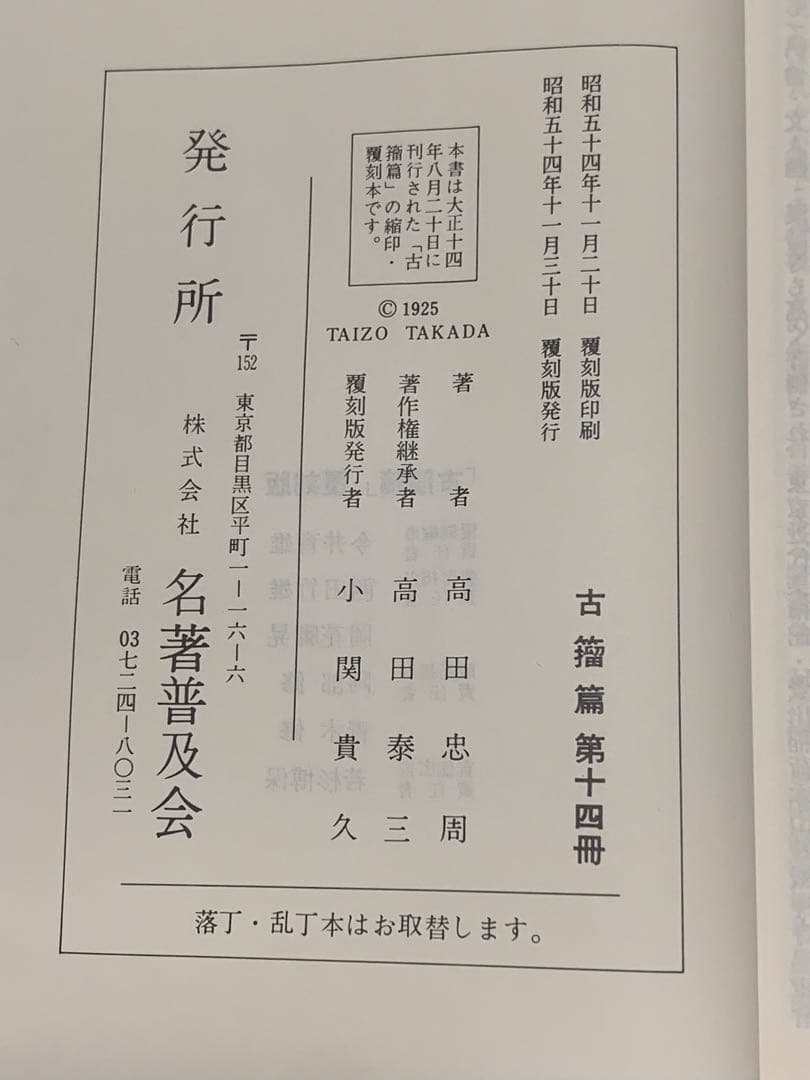 昭和五十四年十一月二十日　覆刻版印刷
昭和五十四年十一月三十日　覆刻版発行
古籀篇 第十四冊
本書は大正十四
年八月二十日に
刊行された「古
籀篇」の縮印・
覆刻本です。
© 1925
TAIZO TAKADA
著者　高田忠周
著作権継承者　高田泰三
覆刻版発行者　小関貴久
発行所
〒152　東京都目黒区平町一ー一六ー六
株式会社　名著普及会
電話　03七二四ー八〇三一
落丁・乱丁本はお取替します。